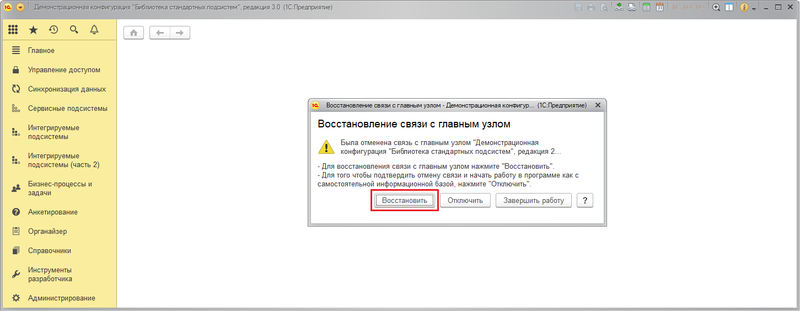 Демонстрационная конфигурация "Библиотека стандартных подсистем", редакция 3.0 (1С:Предприятие)
Главное
Управление доступом
Синхронизация данных
Сервисные подсистемы
Интегрируемые
подсистемы
Интегрируемые
подсистемы (часть 2)
Бизнес-процессы и
задачи
Анкетирование
Органайзер
Справочники
Инструменты
разработчика
Администрирование
Восстановление связи с главным узлом - Демонстрационная конфигур... (1С:Предприятие)
Восстановление связи с главным узлом
Была отменена связь с главным узлом "Демонстрационная
конфигурация "Библиотека стандартных подсистем", редакция 2...
- Для восстановления связи с главным узлом нажмите "Восстановить".
- Для того чтобы подтвердить отмену связи и начать работу в программе как с
самостоятельной информационной базой, нажмите "Отключить".
Восстановить Отключить Завершить работу ?